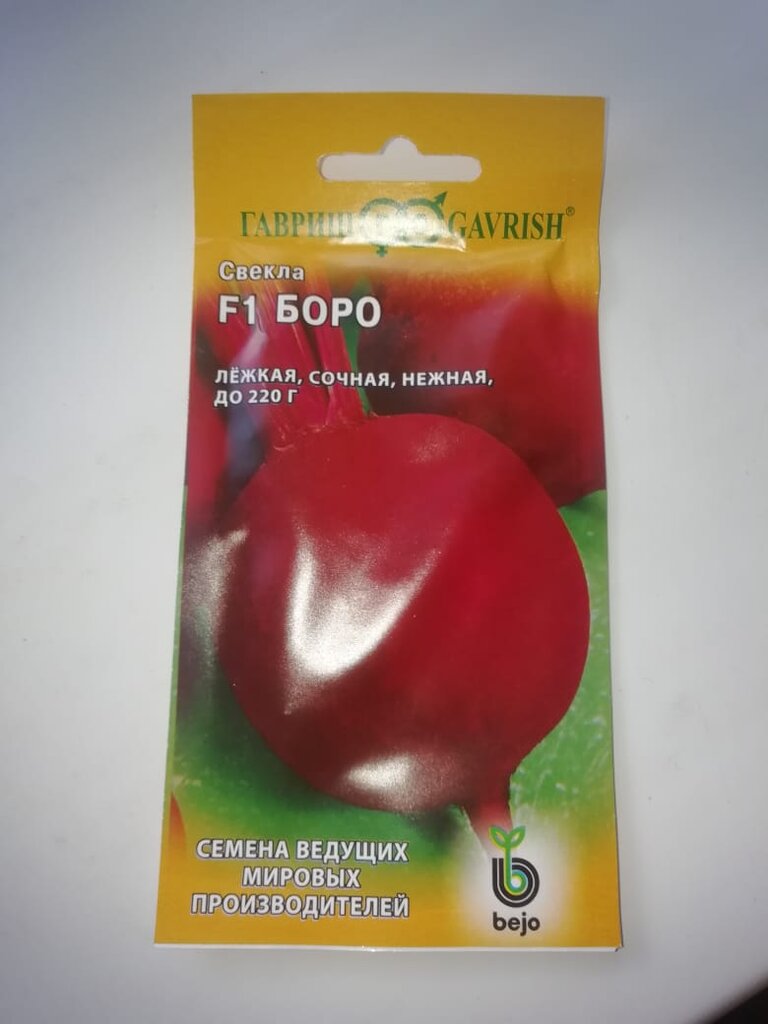 ГАВРИШ GAVRISH®
Свекла
F1 БОРО
ЛЁЖКАЯ, СОЧНАЯ, НЕЖНАЯ,
ДО 220 Г
СЕМЕНА ВЕДУЩИХ
МИРОВЫХ
ПРОИЗВОДИТЕЛЕЙ
bejo